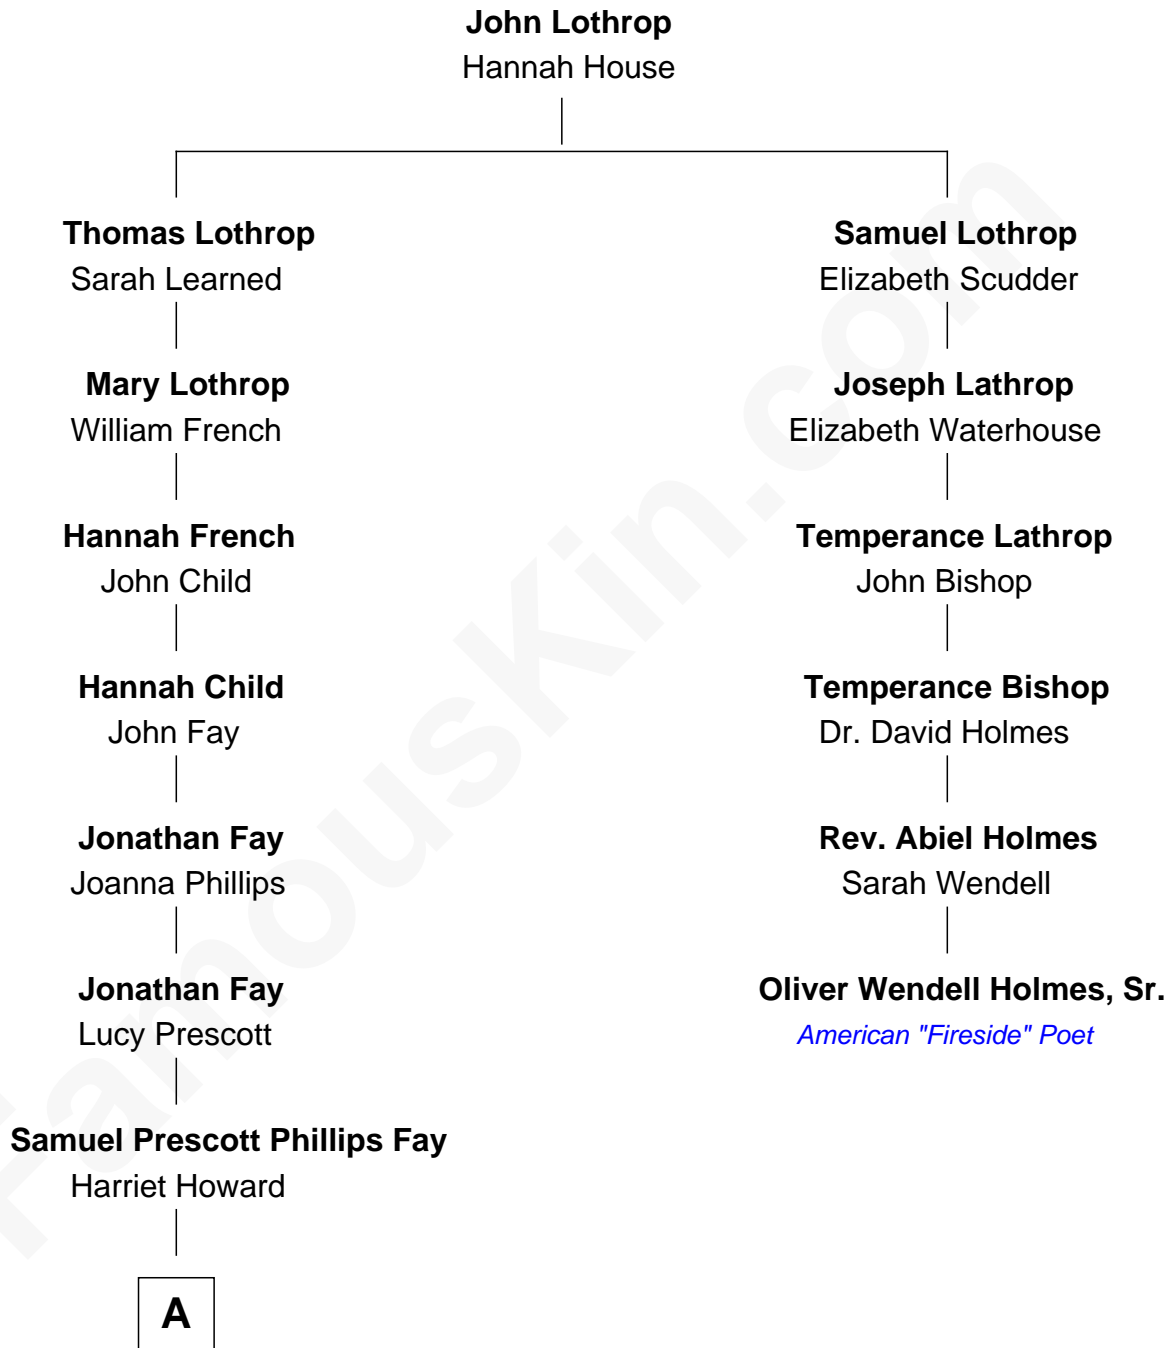 John Lothrop
Hannah House
Thomas Lothrop
Sarah Learned
Mary Lothrop
William French
Hannah French
John Child
Hannah Child
John Fay
Jonathan Fay
Joanna Phillips
Jonathan Fay
Lucy Prescott
Samuel Prescott Phillips Fay
Harriet Howard
A
Samuel Lothrop
Elizabeth Scudder
Joseph Lathrop
Elizabeth Waterhouse
Temperance Lathrop
John Bishop
Temperance Bishop
Dr. David Holmes
Rev. Abiel Holmes
Sarah Wendell
Oliver Wendell Holmes, Sr.
American "Fireside" Poet
FamousKin.com